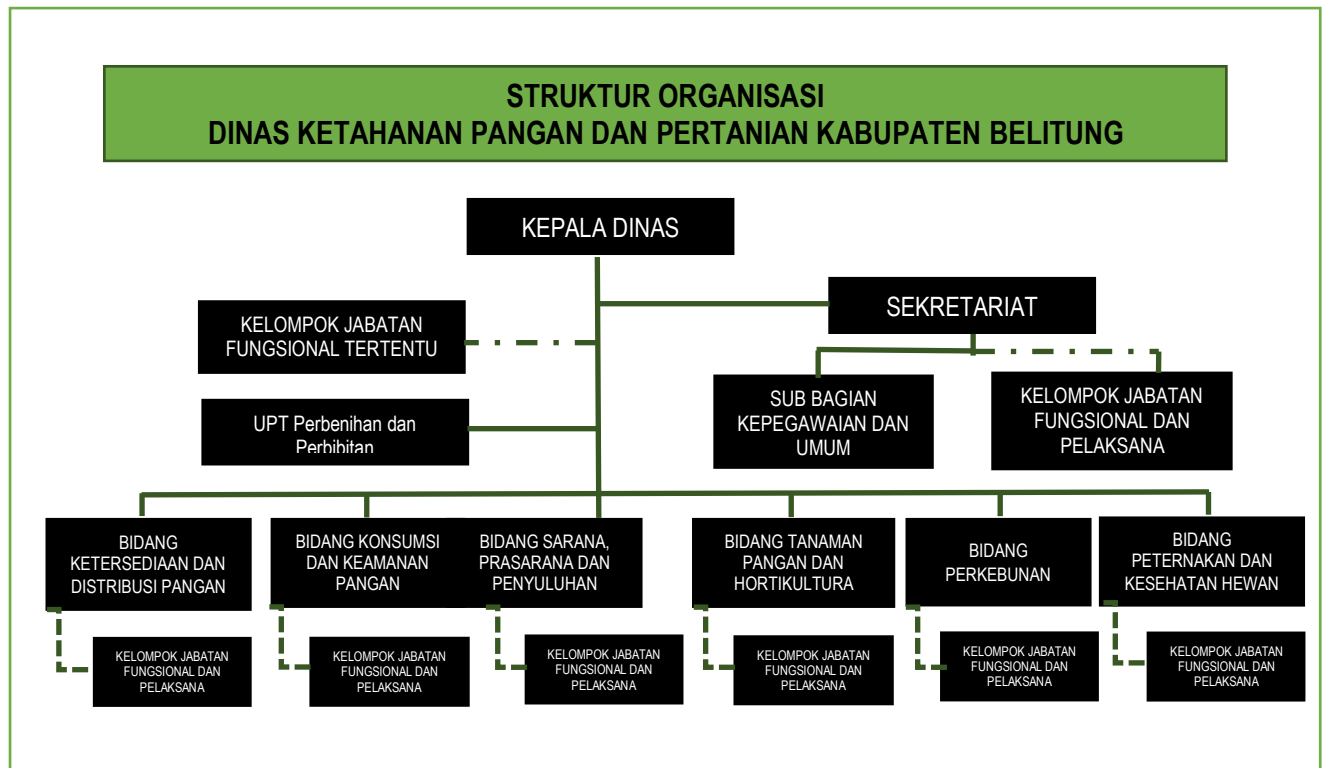 STRUKTUR ORGANISASI
DINAS KETAHANAN PANGAN DAN PERTANIAN KABUPATEN BELITUNG
KEPALA DINAS
SEKRETARIAT
KELOMPOK JABATAN
FUNGSIONAL TERTENTU
SUB BAGIAN
KEPEGAWAIAN DAN
UMUM
KELOMPOK JABATAN
FUNGSIONAL DAN
PELAKSANA
UPT Perbenihan dan
Perbibitan
BIDANG
KETERSEDIAAN DAN
DISTRIBUSI PANGAN
BIDANG KONSUMSI
DAN KEAMANAN
PANGAN
BIDANG SARANA,
PRASARANA DAN
PENYULUHAN
BIDANG TANAMAN
PANGAN DAN
HORTIKULTURA
BIDANG
PERKEBUNAN
BIDANG
PETERNAKAN DAN
KESEHATAN HEWAN
KELOMPOK JABATAN
FUNGSIONAL DAN
PELAKSANA
KELOMPOK JABATAN
FUNGSIONAL DAN
PELAKSANA
KELOMPOK JABATAN
FUNGSIONAL DAN
PELAKSANA
KELOMPOK JABATAN
FUNGSIONAL DAN
PELAKSANA
KELOMPOK JABATAN
FUNGSIONAL DAN
PELAKSANA
KELOMPOK JABATAN
FUNGSIONAL DAN
PELAKSANA